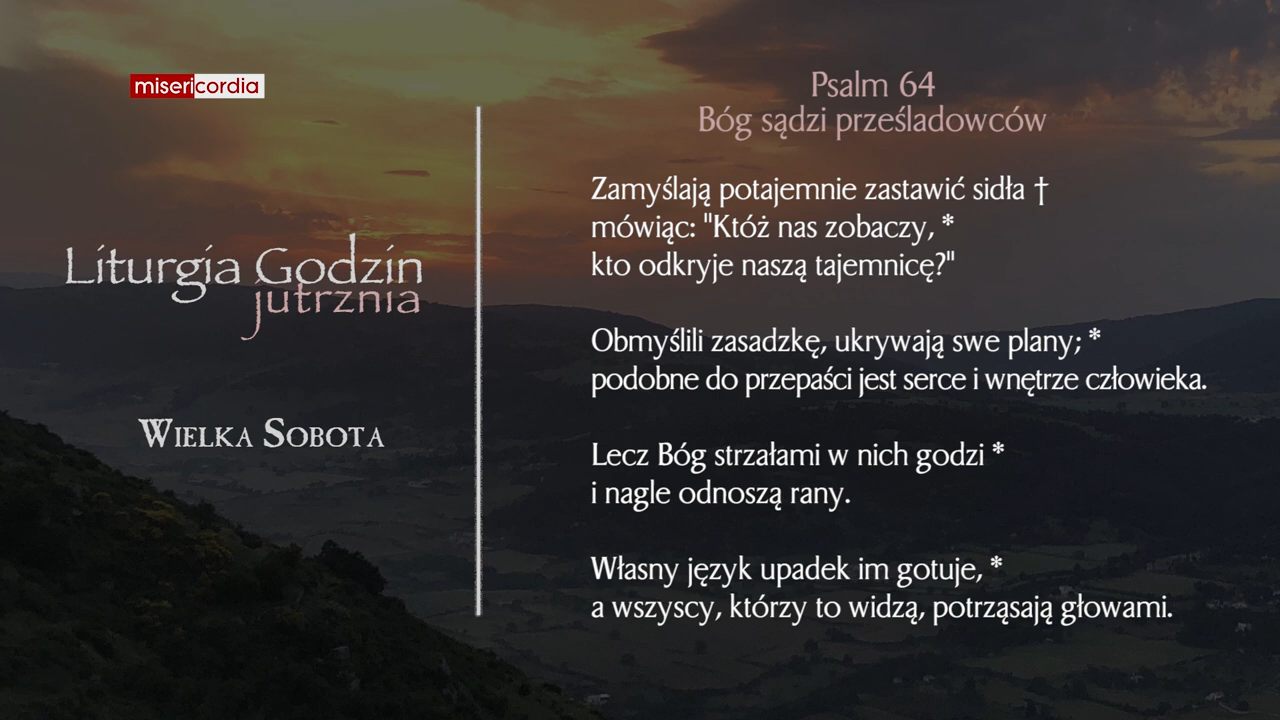 misericordia
Liturgia Godzin
jutrznia
Wielka Sobota
Psalm 64
Bóg sądzi prześladowców
Zamyślają potajemnie zastawić sidła †
mówiąc: "Któż nas zobaczy, *
kto odkryje naszą tajemnicę?"
Obmyślili zasadzkę, ukrywają swe plany; *
podobne do przepaści jest serce i wnętrze człowieka.
Lecz Bóg strzałami w nich godzi *
i nagle odnoszą rany.
Własny język upadek im gotuje, *
a wszyscy, którzy to widzą, potrząsają głowami.